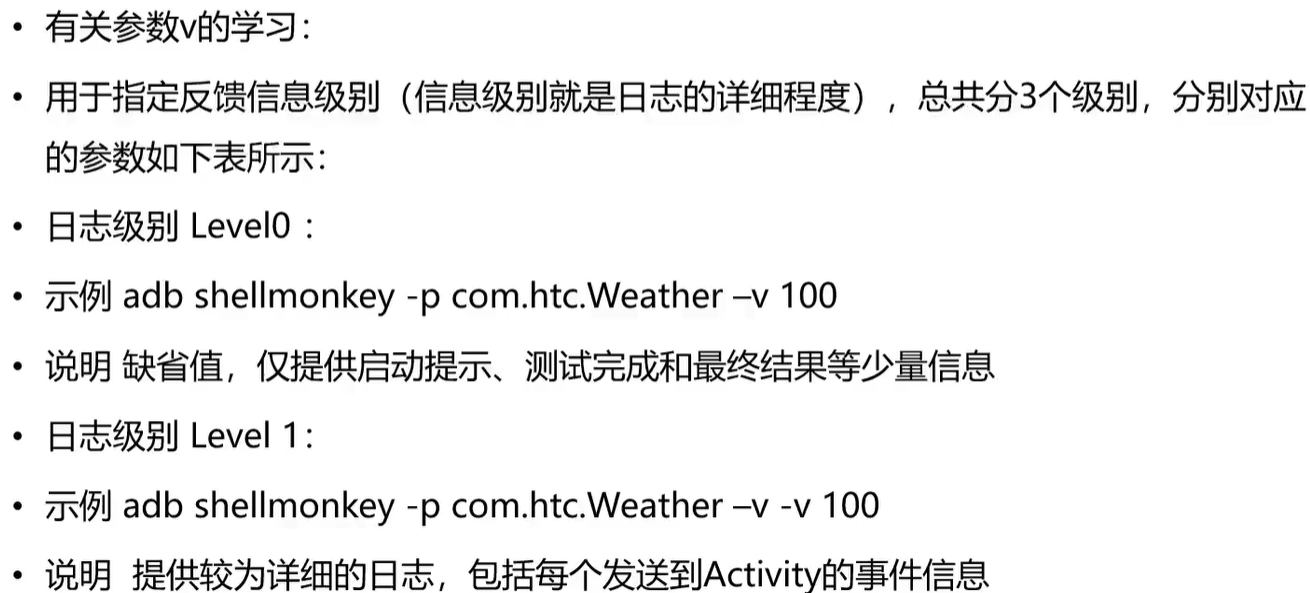 • 有关参数v的学习：
• 用于指定反馈信息级别（信息级别就是日志的详细程度），总共分3个级别，分别对应
的参数如下表所示：
• 日志级别 Level0 ：
• 示例 adb shellmonkey -p com.htc.Weather –v 100
• 说明 缺省值，仅提供启动提示、测试完成和最终结果等少量信息
• 日志级别 Level 1：
• 示例 adb shellmonkey -p com.htc.Weather –v -v 100
• 说明 提供较为详细的日志，包括每个发送到Activity的事件信息